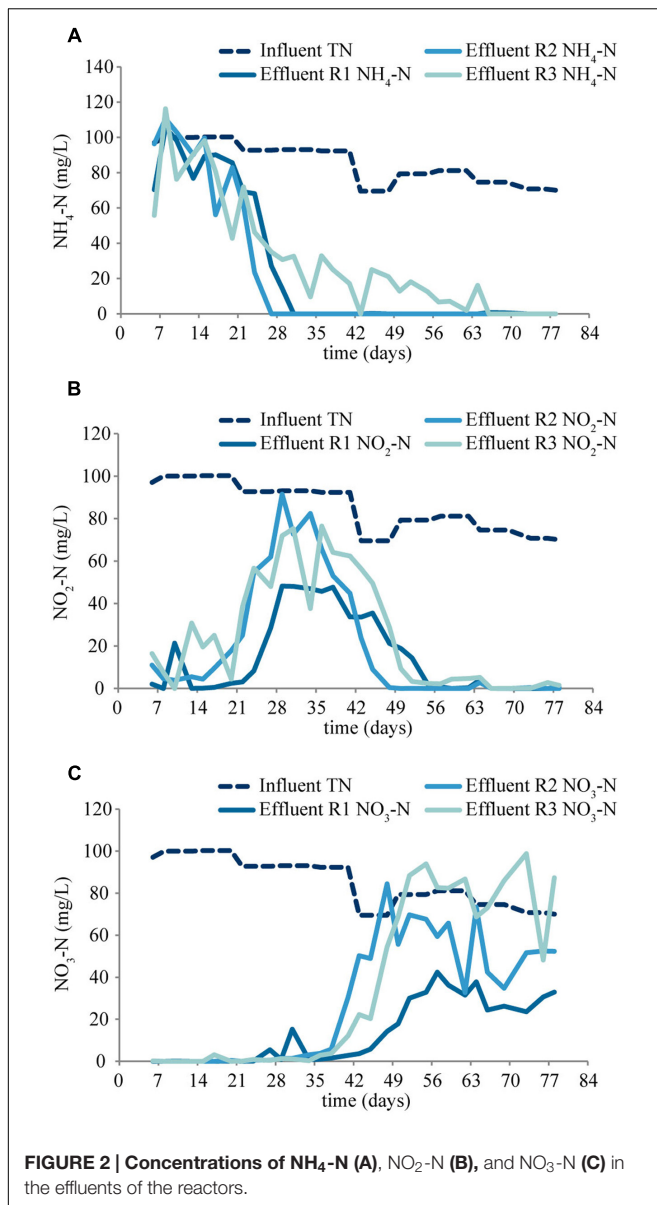 A
Influent TN
Effluent R2 NH4-N
Effluent R1 NH4-N
Effluent R3 NH4-N
NH4-N (mg/L)
140
120
100
80
60
40
20
0
0 7 14 21 28 35 42 49 56 63 70 77 84
time (days)
B
Influent TN
Effluent R2 NO2-N
Effluent R1 NO2-N
Effluent R3 NO2-N
NO2-N (mg/L)
120
100
80
60
40
20
0
0 7 14 21 28 35 42 49 56 63 70 77 84
time (days)
C
Influent TN
Effluent R2 NO3-N
Effluent R1 NO3-N
Effluent R3 NO3-N
NO3-N (mg/L)
120
100
80
60
40
20
0
0 7 14 21 28 35 42 49 56 63 70 77 84
time (days)
FIGURE 2 | Concentrations of NH4-N (A), NO2-N (B), and NO3-N (C) in
the effluents of the reactors.